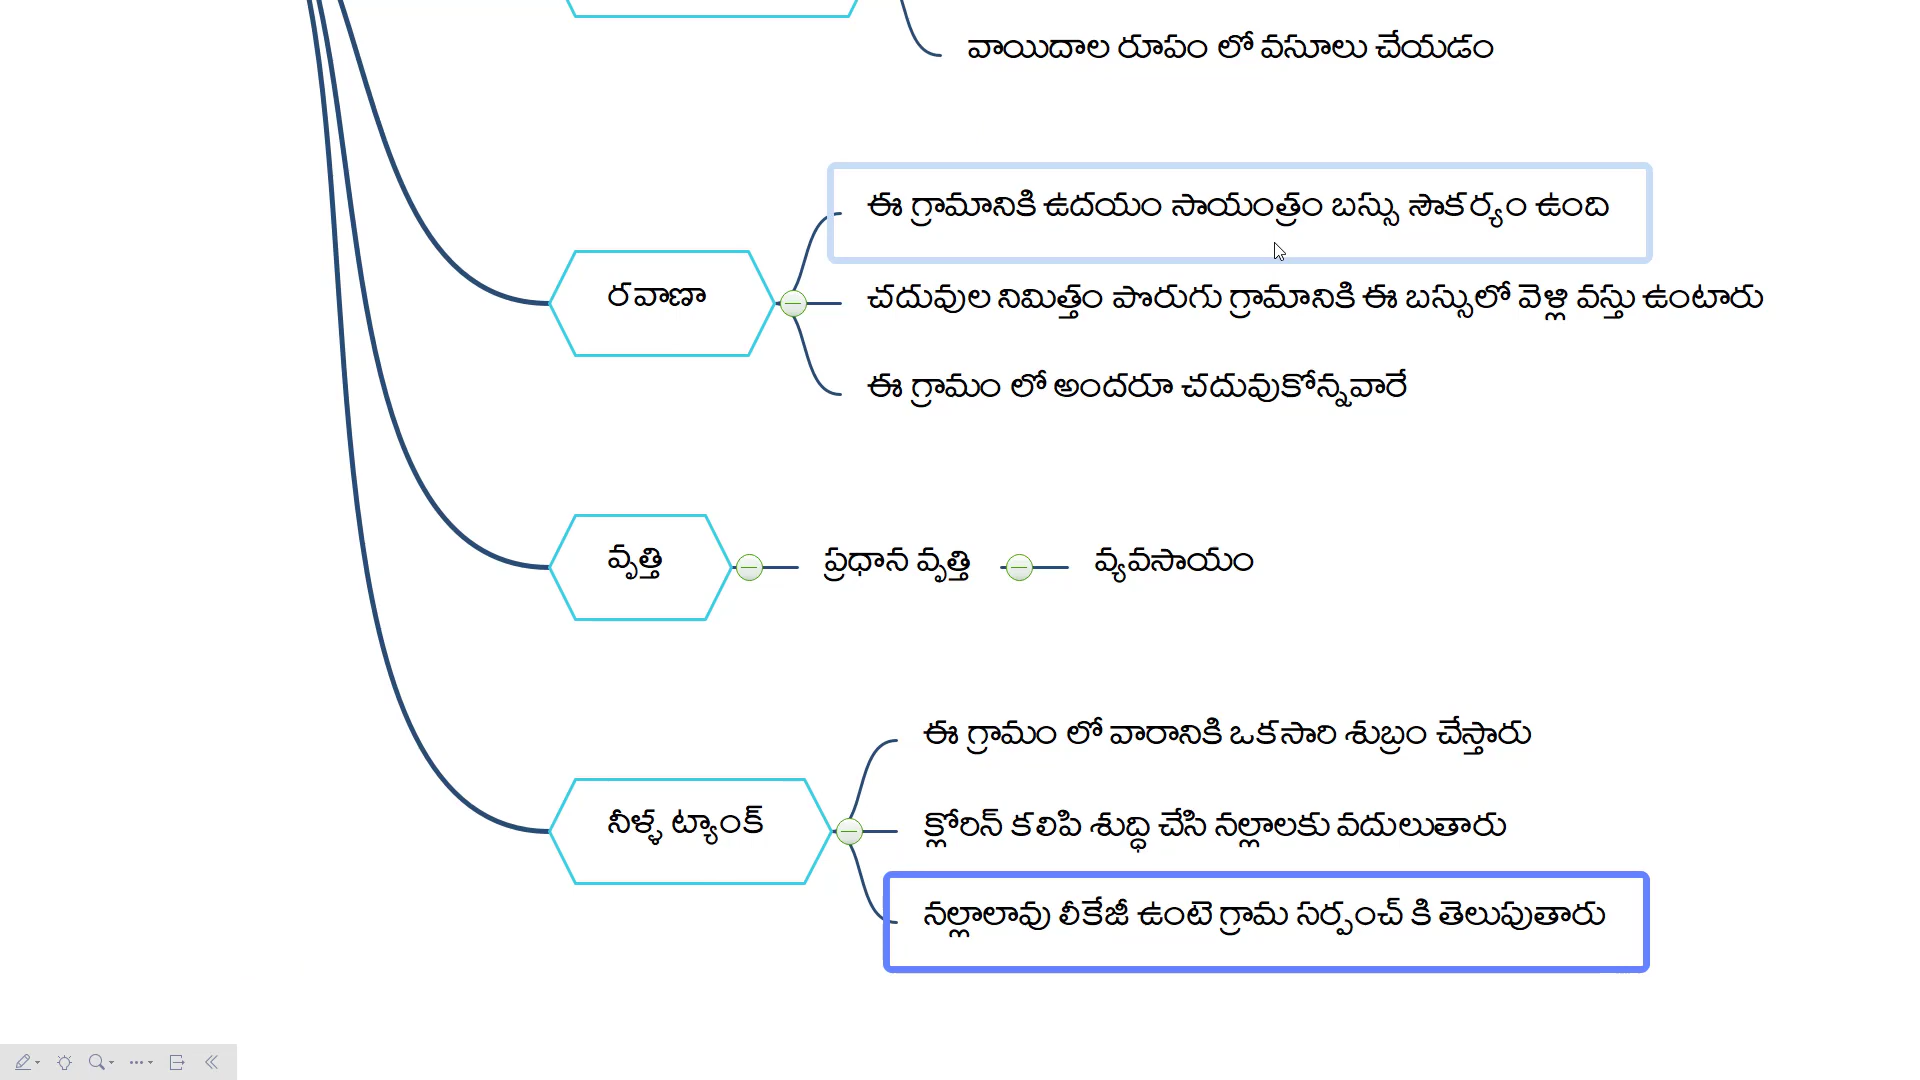 వాయిదాల రూపం లో వసూలు చేయడం
ఈ గ్రామానికి ఉదయం సాయంత్రం బస్సు సౌకర్యం ఉంది
రవాణా
చదువుల నిమిత్తం పొరుగు గ్రామానికి ఈ బస్సులో వెళ్లి వస్తు ఉంటారు
ఈ గ్రామం లో అందరూ చదువుకోన్నవారే
వృత్తి
ప్రధాన వృత్తి
వ్యవసాయం
ఈ గ్రామం లో వారానికి ఒకసారి శుబ్రం చేస్తారు
నీళ్ళ ట్యాంక్
క్లోరిన్ కలిపి శుద్ధి చేసి నల్లాలకు వదులుతారు
నల్లాలావు లీకేజీ ఉంటె గ్రామ సర్పంచ్ కి తెలుపుతారు